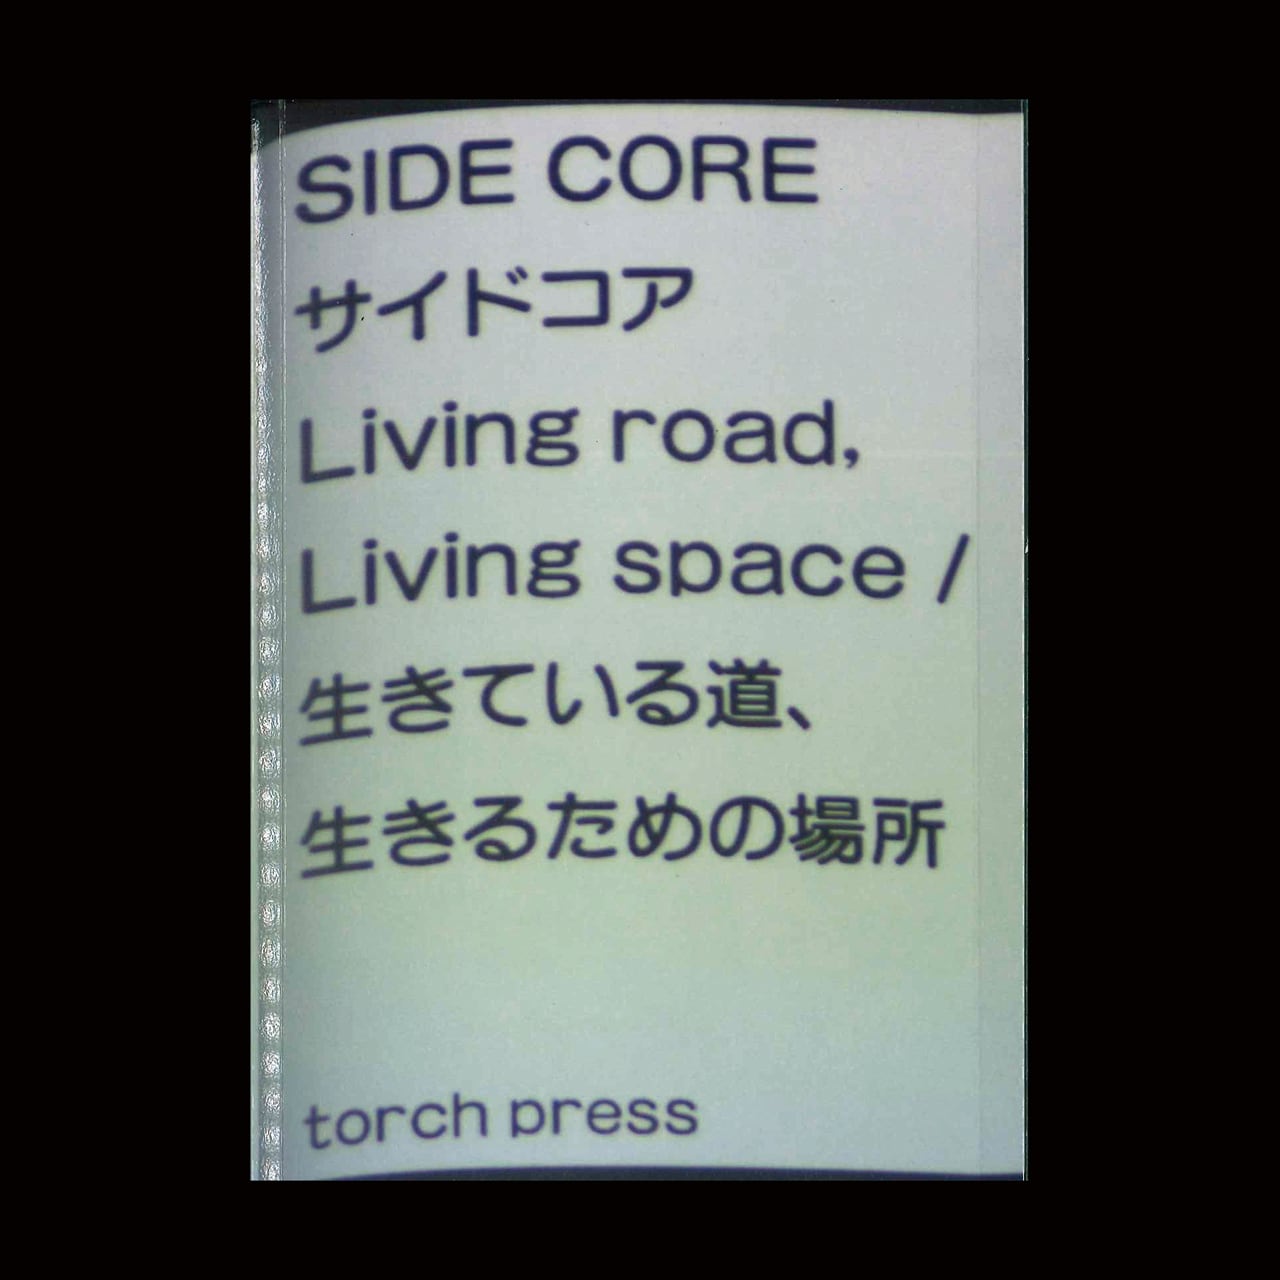 SIDE CORE
サイドコア
Living road,
Living space /
生きている道、
生きるための場所
torch press